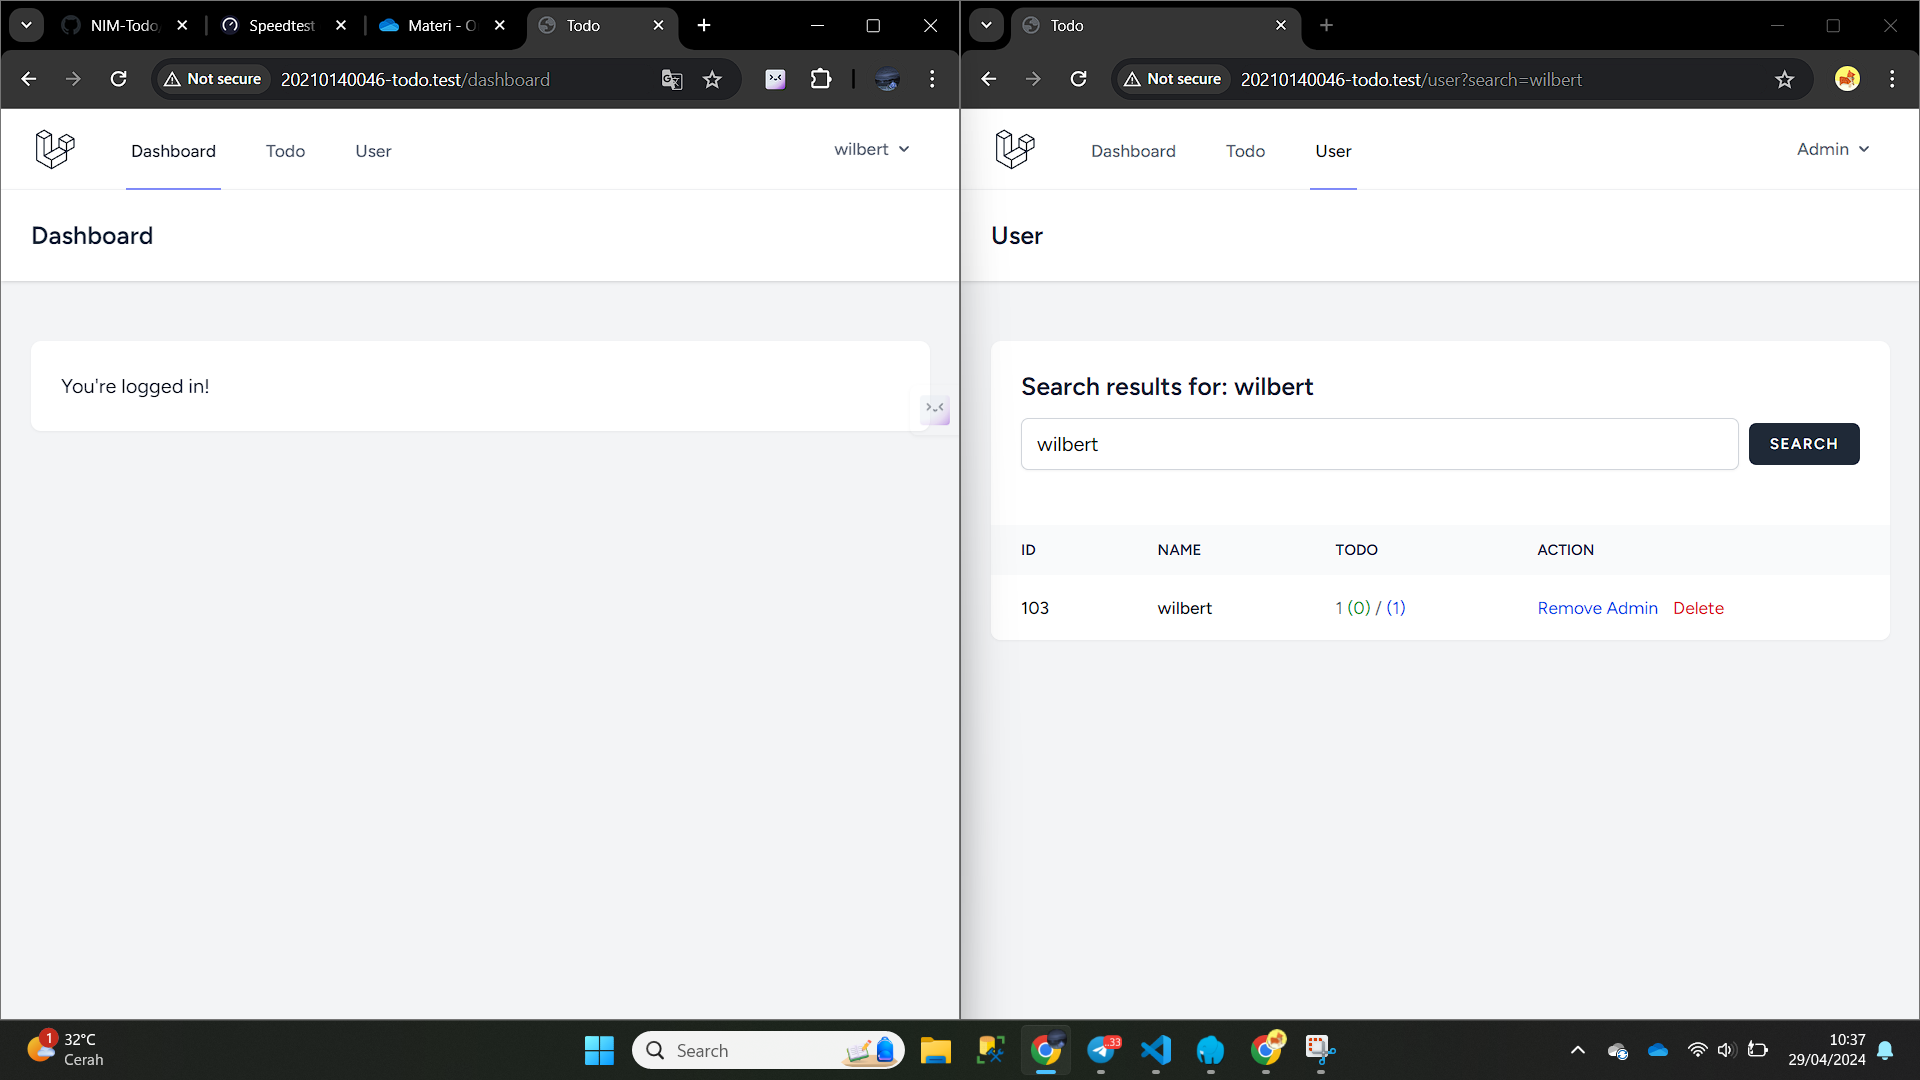 NIM-Todo
Speedtest
Materi - O
Todo
Not secure
20210140046-todo.test/dashboard
Dashboard
Todo
User
wilbert
Dashboard
You're logged in!
Todo
Not secure
20210140046-todo.test/user?search=wilbert
Dashboard
Todo
User
Admin
User
Search results for: wilbert
wilbert
SEARCH
ID NAME TODO ACTION
103 wilbert 1 (0) / (1) Remove Admin Delete
1
32°C
Cerah
Search
33
10:37
29/04/2024